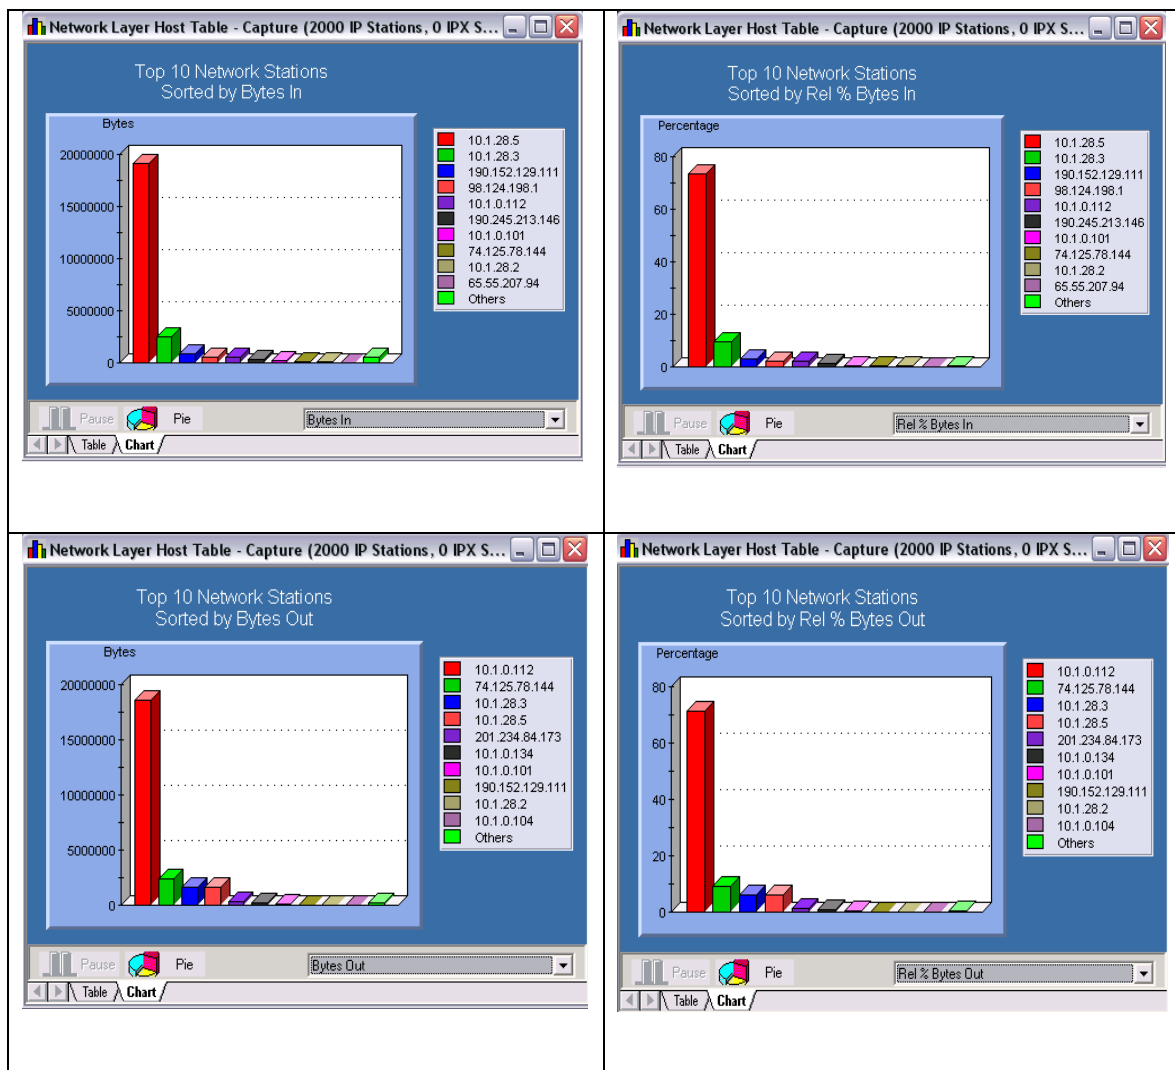 Network Layer Host Table - Capture (2000 IP Stations, 0 IPX S...
Top 10 Network Stations
Sorted by Bytes In
Bytes
20000000
15000000
10000000
5000000
0
10.1.28.5
10.1.28.3
190.152.129.111
98.124.198.1
10.1.0.112
190.245.213.146
10.1.0.101
74.125.78.144
10.1.28.2
65.55.207.94
Others
Pause
Pie
Bytes In
Table
Chart
Network Layer Host Table - Capture (2000 IP Stations, 0 IPX S...
Top 10 Network Stations
Sorted by Rel % Bytes In
Percentage
80
60
40
20
0
10.1.28.5
10.1.28.3
190.152.129.111
98.124.198.1
10.1.0.112
190.245.213.146
10.1.0.101
74.125.78.144
10.1.28.2
65.55.207.94
Others
Pause
Pie
Rel % Bytes In
Table
Chart
Network Layer Host Table - Capture (2000 IP Stations, 0 IPX S...
Top 10 Network Stations
Sorted by Bytes Out
Bytes
20000000
15000000
10000000
5000000
0
10.1.0.112
74.125.78.144
10.1.28.3
10.1.28.5
201.234.84.173
10.1.0.134
10.1.0.101
190.152.129.111
10.1.28.2
10.1.0.104
Others
Pause
Pie
Bytes Out
Table
Chart
Network Layer Host Table - Capture (2000 IP Stations, 0 IPX S...
Top 10 Network Stations
Sorted by Rel % Bytes Out
Percentage
80
60
40
20
0
10.1.0.112
74.125.78.144
10.1.28.3
10.1.28.5
201.234.84.173
10.1.0.134
10.1.0.101
190.152.129.111
10.1.28.2
10.1.0.104
Others
Pause
Pie
Rel % Bytes Out
Table
Chart